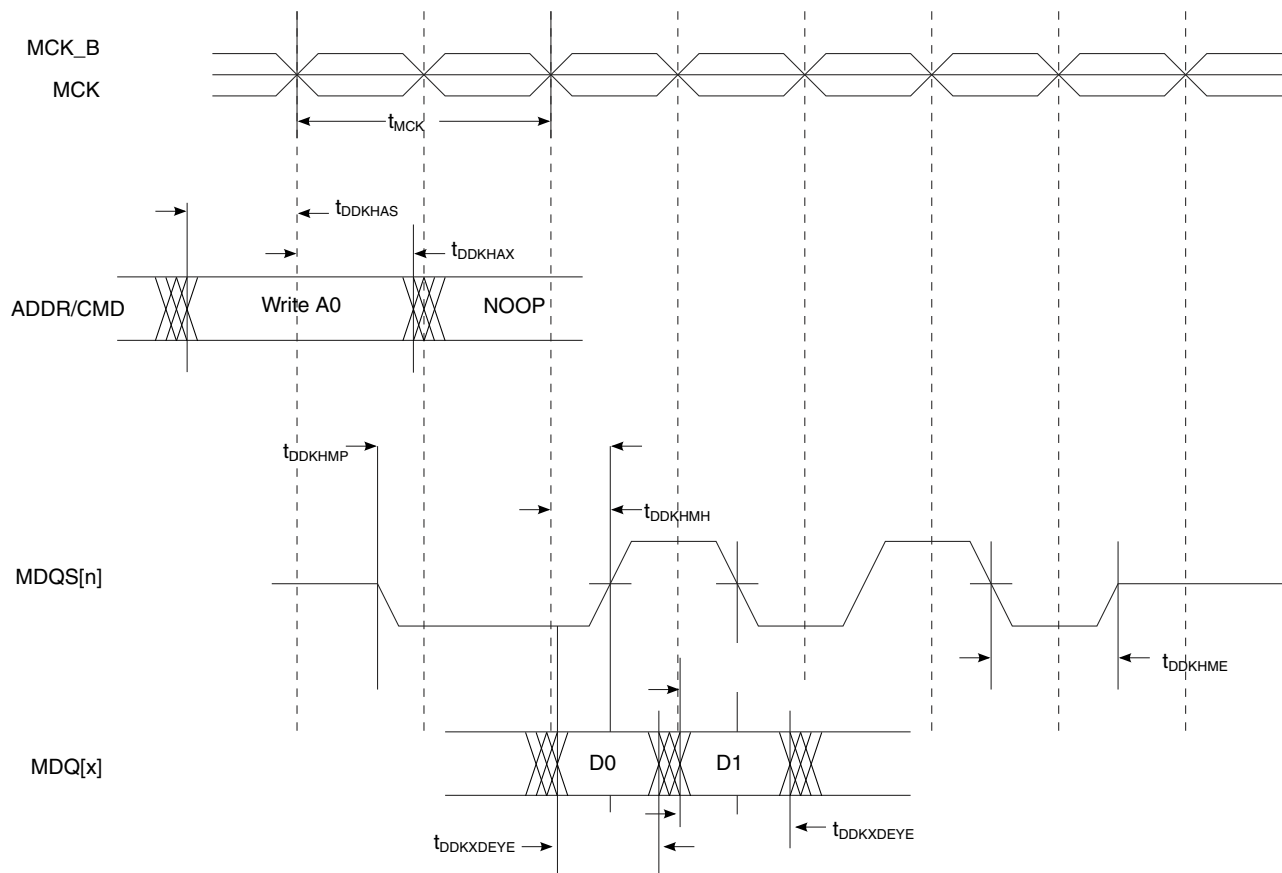 MCK_B
MCK
tMCK
tDDKHAS
tDDKHAX
ADDR/CMD
Write A0
NOOP
tDDKHMP
tDDKHMH
MDQS[n]
tDDKHME
MDQ[x]
D0
D1
tDDKXDEYE
tDDKXDEYE